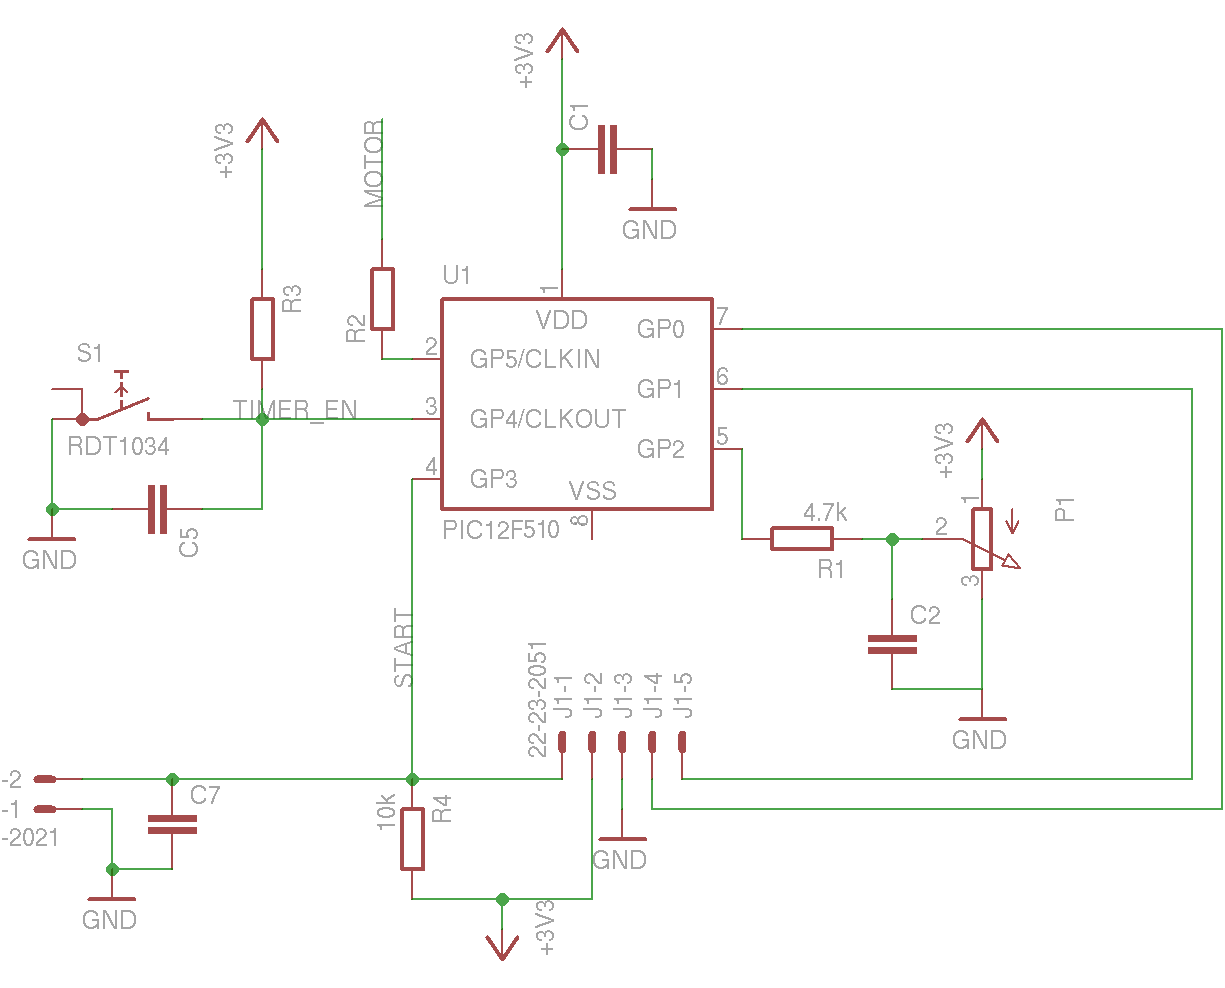 +3V3
C1
GND
+3V3
MOTOR
R3
R2
U1
1
VDD
GP0
7
2
GP5/CLKIN
GP1
6
3
GP4/CLKOUT
GP2
5
4
GP3
VSS
8
PIC12F510
S1
RDT1034
TIMER_EN
C5
GND
+3V3
1
P1
2
3
4.7k
R1
C2
GND
START
22-23-2051
J1-1
J1-2
J1-3
J1-4
J1-5
-2
-1
-2021
C7
GND
10k
R4
GND
+3V3